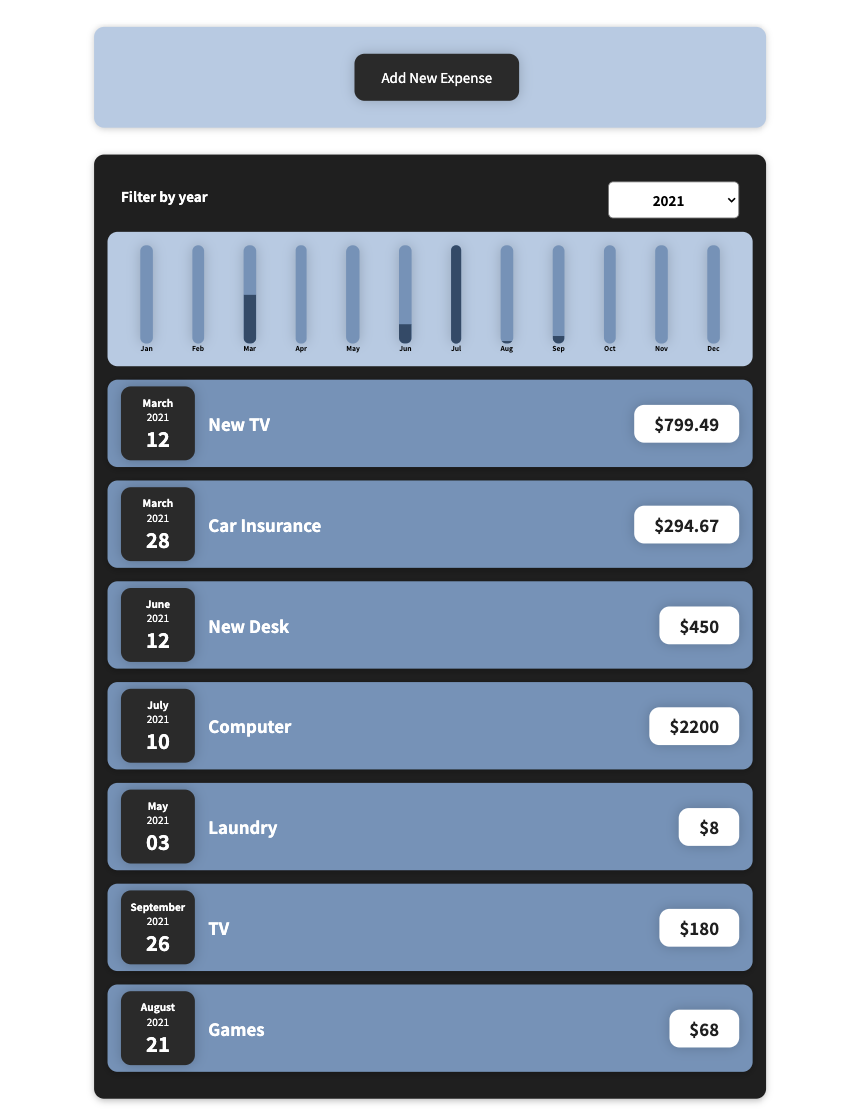 Add New Expense
Filter by year
2021
Jan Feb Mar Apr May Jun Jul Aug Sep Oct Nov Dec
March
2021
12
New TV
$799.49
March
2021
28
Car Insurance
$294.67
June
2021
12
New Desk
$450
July
2021
10
Computer
$2200
May
2021
03
Laundry
$8
September
2021
26
TV
$180
August
2021
21
Games
$68